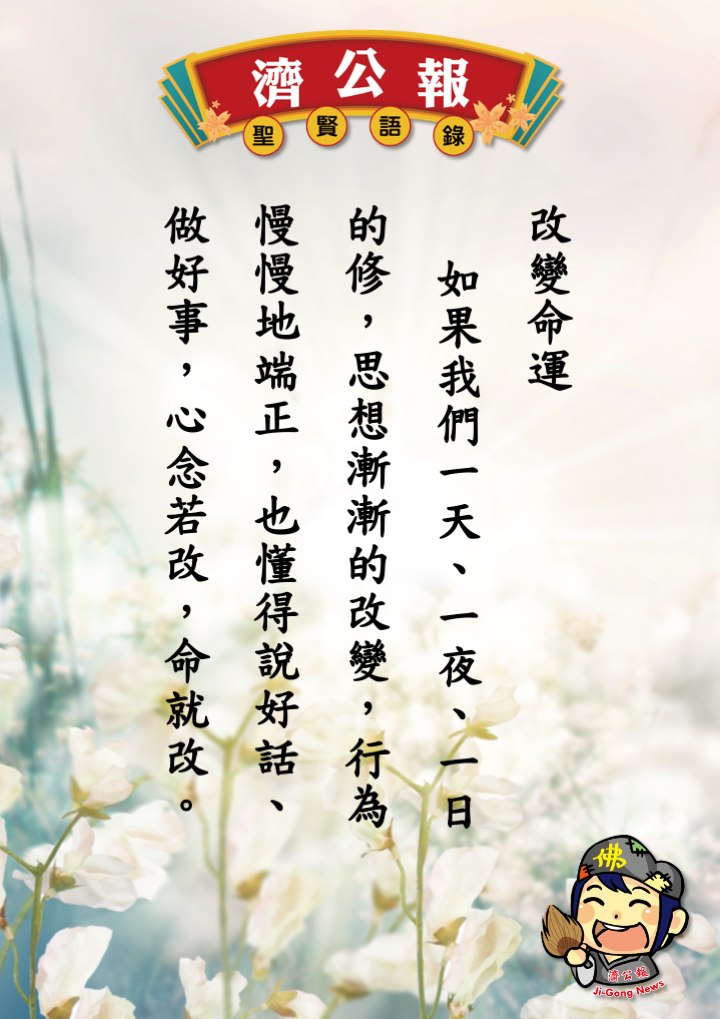 濟公報
聖賢語錄
改變命運
如果我們一天、一夜、一日
的修，思想漸漸的改變，行為
慢慢地端正，也懂得說好話、
做好事，心念若改，命就改。
佛
濟公報
Ji-Gong News